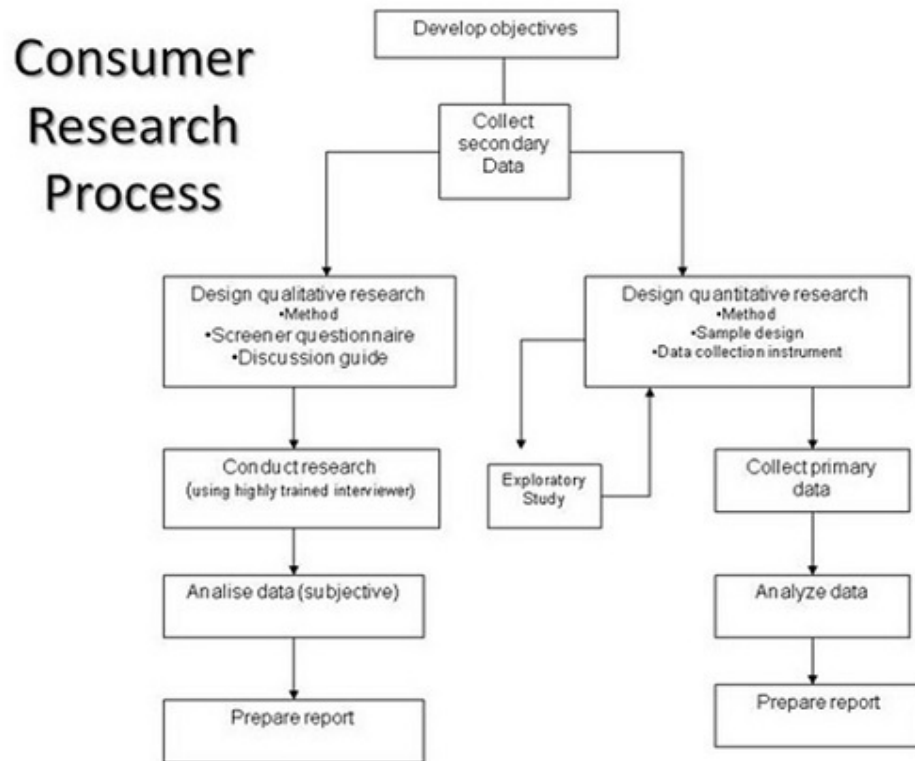 Consumer
Research
Process
Develop objectives
Collect
secondary
Data
Design qualitative research
•Method
•Screener questionnaire
•Discussion guide
Design quantitative research
•Method
•Sample design
•Data collection instrument
Conduct research
(using highly trained interviewer)
Exploratory
Study
Collect primary
data
Analise data (subjective)
Analyze data
Prepare report
Prepare report